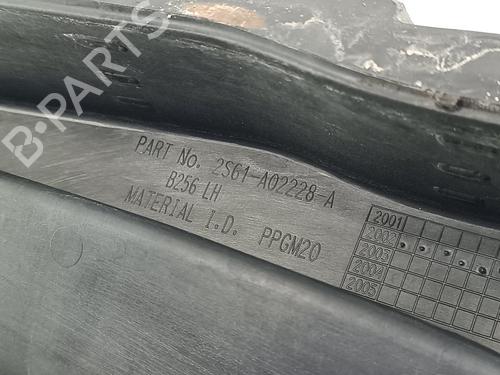 B-PARTS
PART No. 2S61-A02228-A
B256 LH
MATERIAL I.D. PPGM20
2001
2002
2003
2004
2005